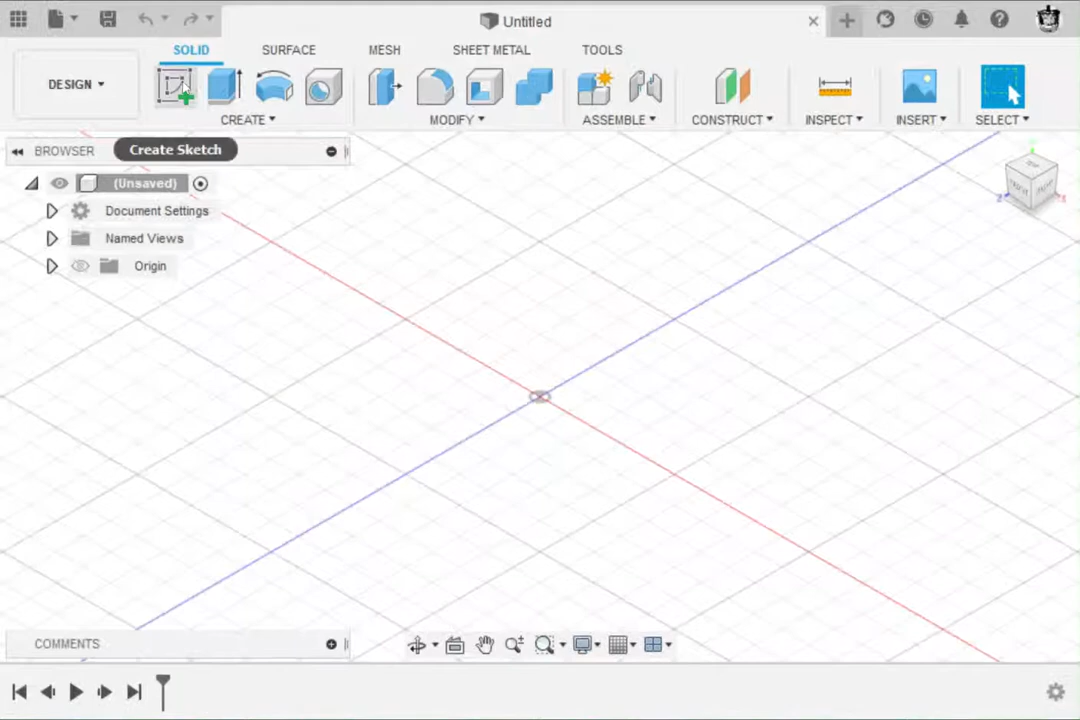 Untitled
SOLID SURFACE MESH SHEET METAL TOOLS
DESIGN
CREATE MODIFY ASSEMBLE CONSTRUCT INSPECT INSERT SELECT
BROWSER
Create Sketch
(Unsaved)
Document Settings
Named Views
Origin
COMMENTS